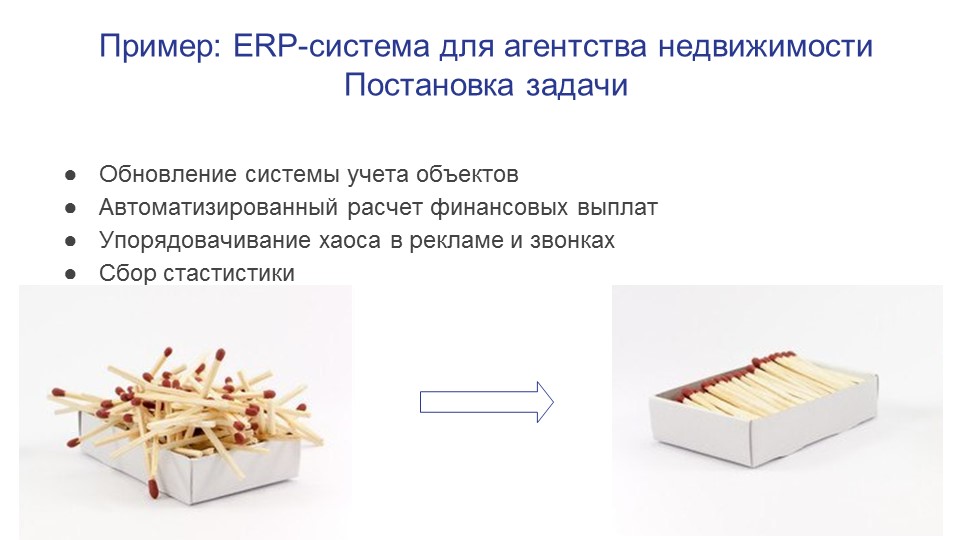 Пример: ERP-система для агентства недвижимости
Постановка задачи
● Обновление системы учета объектов
● Автоматизированный расчет финансовых выплат
● Упорядовачивание хаоса в рекламе и звонках
● Сбор стастистики